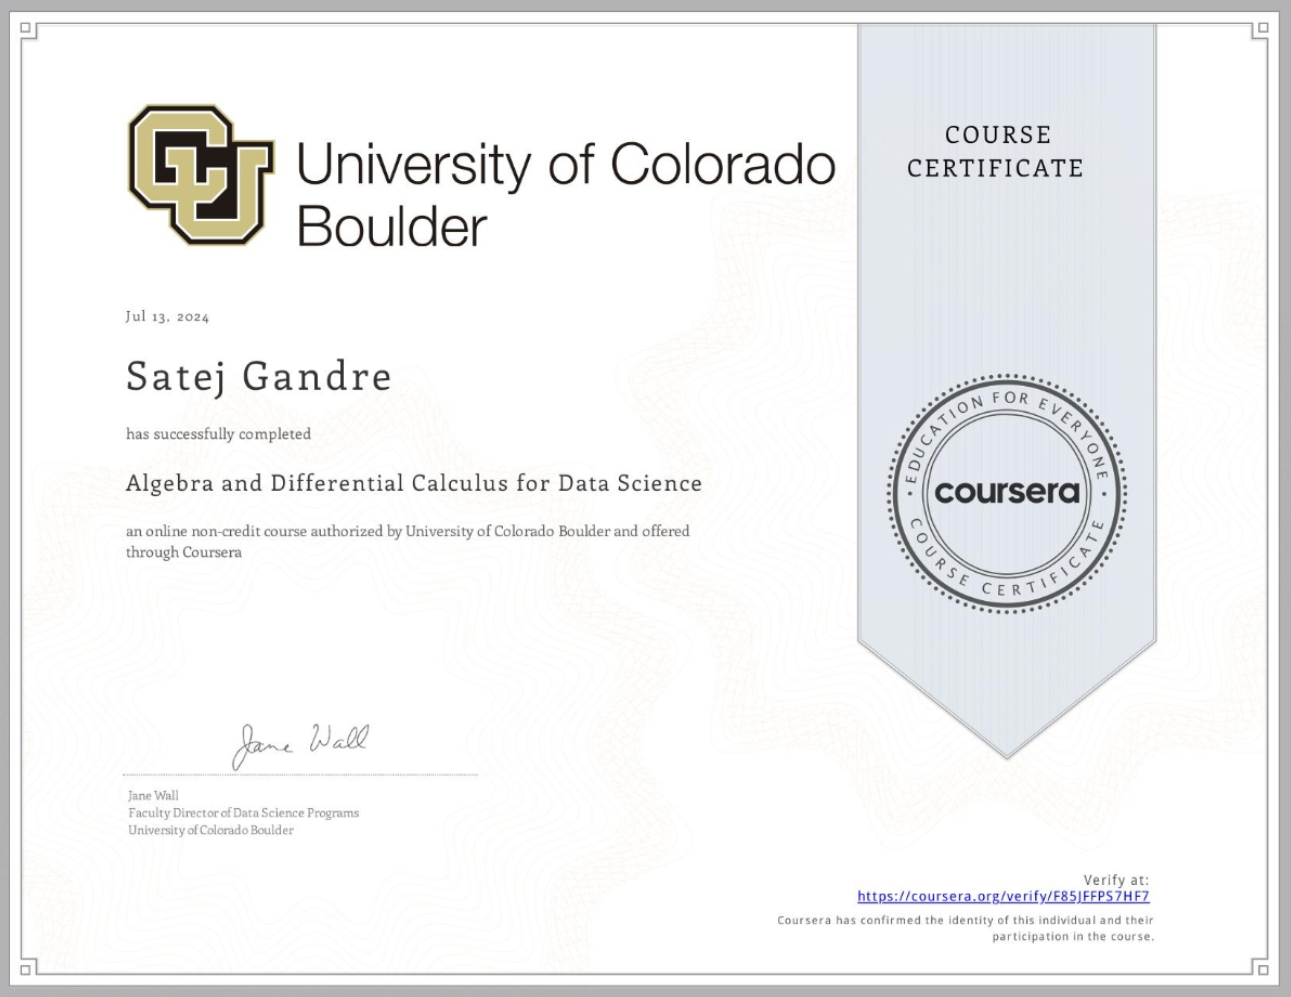 CU University of Colorado
Boulder
COURSE
CERTIFICATE
Jul 13, 2024
Satej Gandre
has successfully completed
Algebra and Differential Calculus for Data Science
an online non-credit course authorized by University of Colorado Boulder and offered
through Coursera
EDUCATION FOR EVERYONE
coursera
COURSE CERTIFICATE
Jane Wall
Jane Wall
Faculty Director of Data Science Programs
University of Colorado Boulder
Verify at:
https://coursera.org/verify/F85JFFPS7HF7
Coursera has confirmed the identity of this individual and their
participation in the course.